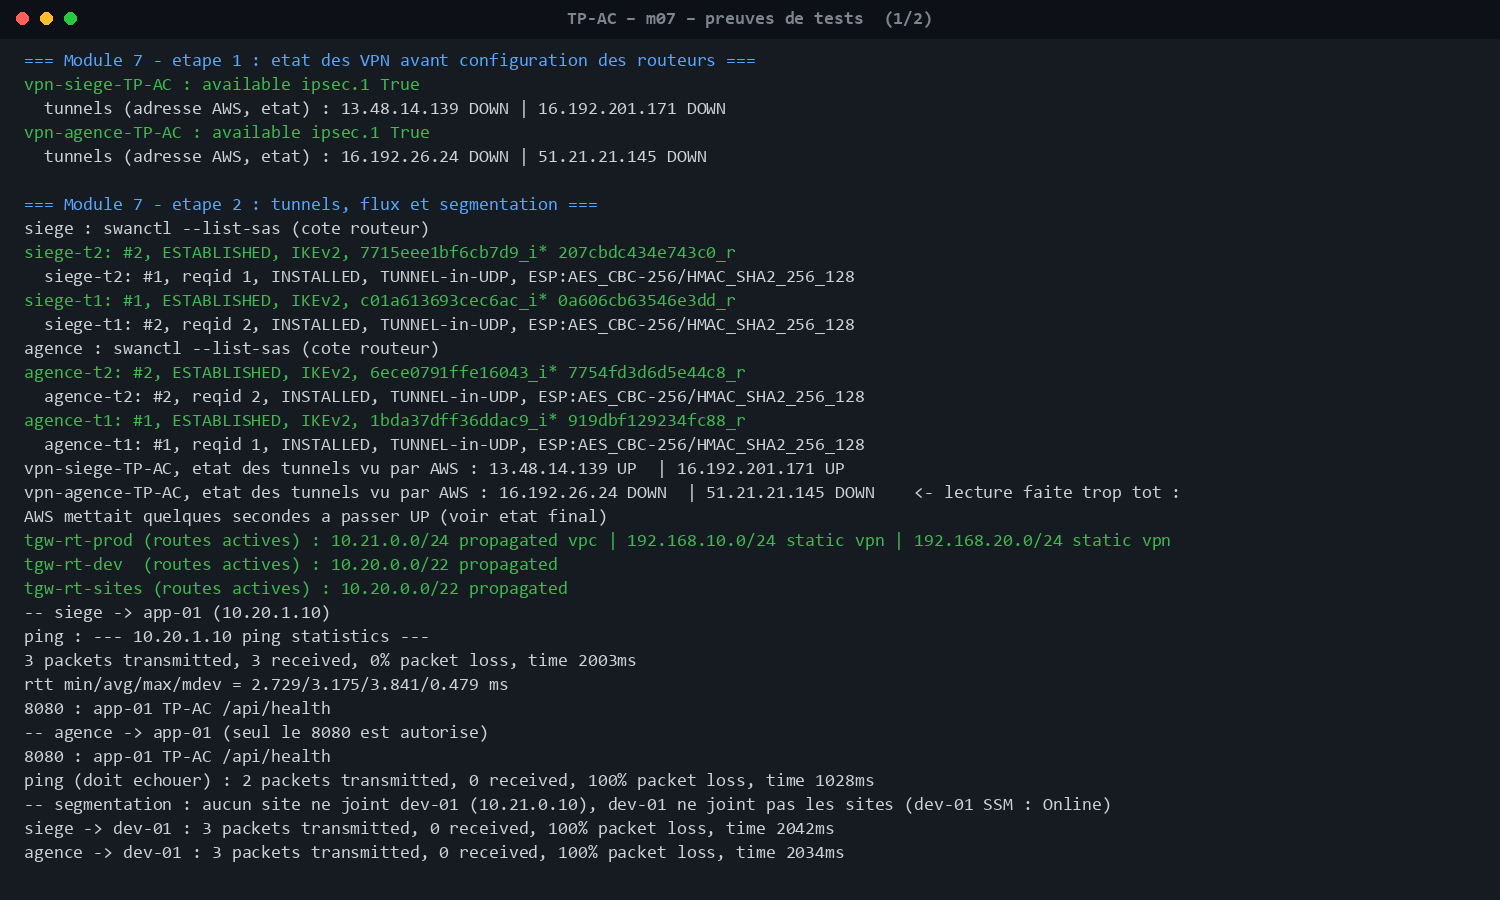 TP-AC – m07 – preuves de tests  (1/2)
=== Module 7 - etape 1 : etat des VPN avant configuration des routeurs ===
vpn-siege-TP-AC : available ipsec.1 True
  tunnels (adresse AWS, etat) : 13.48.14.139 DOWN | 16.192.201.171 DOWN
vpn-agence-TP-AC : available ipsec.1 True
  tunnels (adresse AWS, etat) : 16.192.26.24 DOWN | 51.21.21.145 DOWN
=== Module 7 - etape 2 : tunnels, flux et segmentation ===
siege : swanctl --list-sas (cote routeur)
siege-t2: #2, ESTABLISHED, IKEv2, 7715eee1bf6cb7d9_i* 207cbdc434e743c0_r
  siege-t2: #1, reqid 1, INSTALLED, TUNNEL-in-UDP, ESP:AES_CBC-256/HMAC_SHA2_256_128
siege-t1: #1, ESTABLISHED, IKEv2, c01a613693cec6ac_i* 0a606cb63546e3dd_r
  siege-t1: #2, reqid 2, INSTALLED, TUNNEL-in-UDP, ESP:AES_CBC-256/HMAC_SHA2_256_128
agence : swanctl --list-sas (cote routeur)
agence-t2: #2, ESTABLISHED, IKEv2, 6ece0791ffe16043_i* 7754fd3d6d5e44c8_r
  agence-t2: #2, reqid 2, INSTALLED, TUNNEL-in-UDP, ESP:AES_CBC-256/HMAC_SHA2_256_128
agence-t1: #1, ESTABLISHED, IKEv2, 1bda37dff36ddac9_i* 919dbf129234fc88_r
  agence-t1: #1, reqid 1, INSTALLED, TUNNEL-in-UDP, ESP:AES_CBC-256/HMAC_SHA2_256_128
vpn-siege-TP-AC, etat des tunnels vu par AWS : 13.48.14.139 UP  | 16.192.201.171 UP
vpn-agence-TP-AC, etat des tunnels vu par AWS : 16.192.26.24 DOWN  | 51.21.21.145 DOWN    <- lecture faite trop tot :
AWS mettait quelques secondes a passer UP (voir etat final)
tgw-rt-prod (routes actives) : 10.21.0.0/24 propagated vpc | 192.168.10.0/24 static vpn | 192.168.20.0/24 static vpn
tgw-rt-dev  (routes actives) : 10.20.0.0/22 propagated
tgw-rt-sites (routes actives) : 10.20.0.0/22 propagated
-- siege -> app-01 (10.20.1.10)
ping : --- 10.20.1.10 ping statistics ---
3 packets transmitted, 3 received, 0% packet loss, time 2003ms
rtt min/avg/max/mdev = 2.729/3.175/3.841/0.479 ms
8080 : app-01 TP-AC /api/health
-- agence -> app-01 (seul le 8080 est autorise)
8080 : app-01 TP-AC /api/health
ping (doit echouer) : 2 packets transmitted, 0 received, 100% packet loss, time 1028ms
-- segmentation : aucun site ne joint dev-01 (10.21.0.10), dev-01 ne joint pas les sites (dev-01 SSM : Online)
siege -> dev-01 : 3 packets transmitted, 0 received, 100% packet loss, time 2042ms
agence -> dev-01 : 3 packets transmitted, 0 received, 100% packet loss, time 2034ms